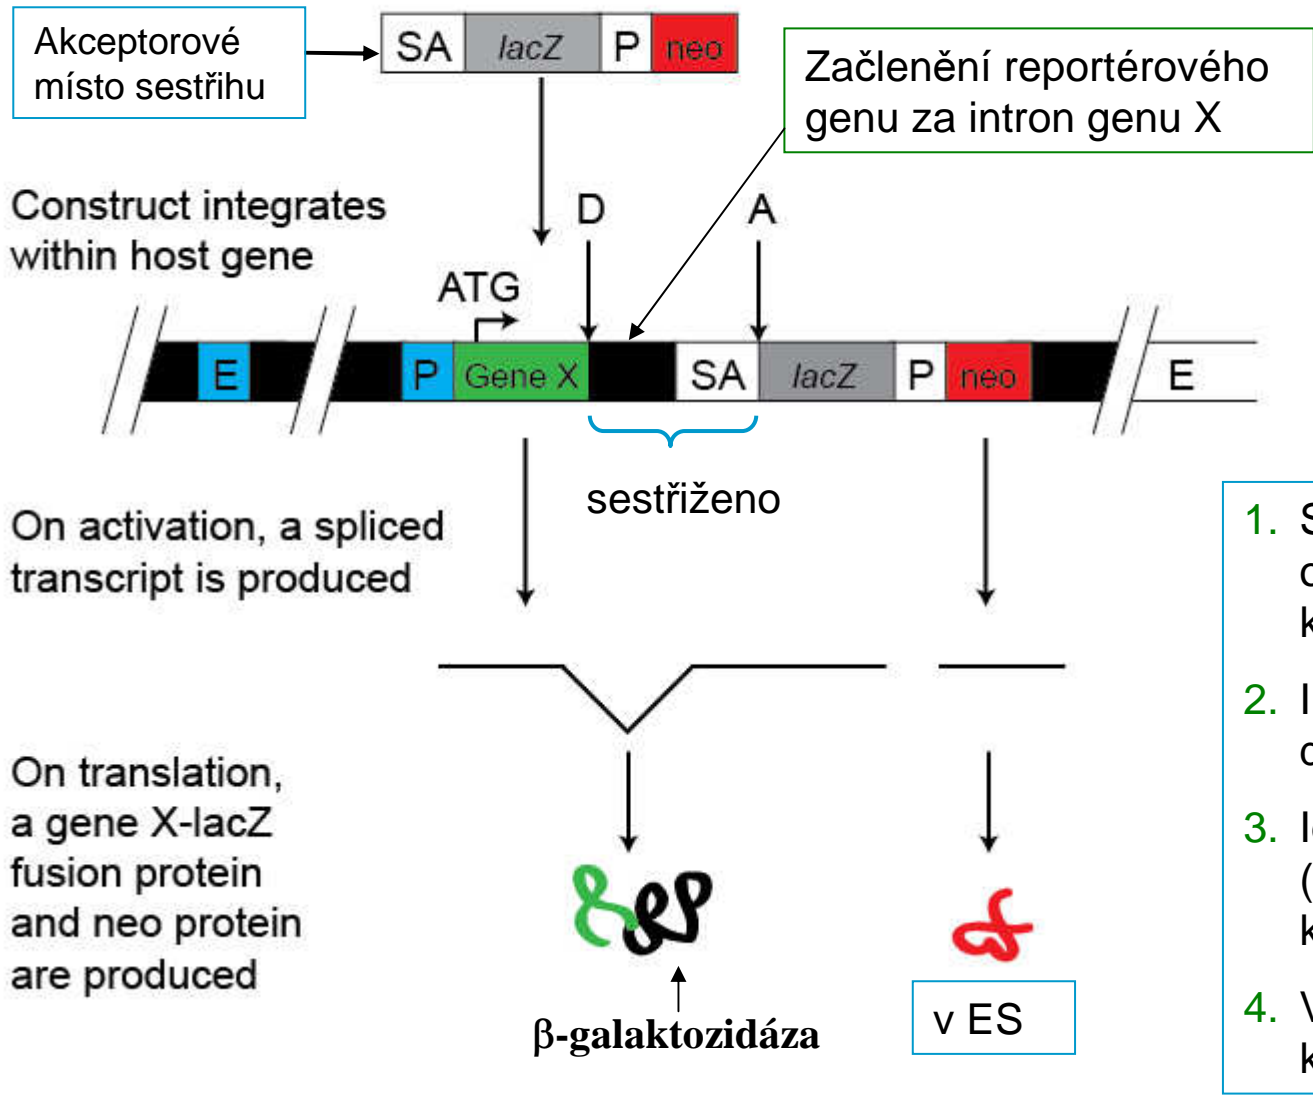 Akceptorové
místo sestřihu
SA lacZ P neo
Začlenění reportérového
genu za intron genu X
Construct integrates
within host gene
D A
ATG
E P Gene X SA lacZ P neo E
sestřiženo
On activation, a spliced
transcript is produced
On translation,
a gene X-lacZ
fusion protein
and neo protein
are produced
β-galaktozidáza
v ES
1.
2.
3.
(
4.